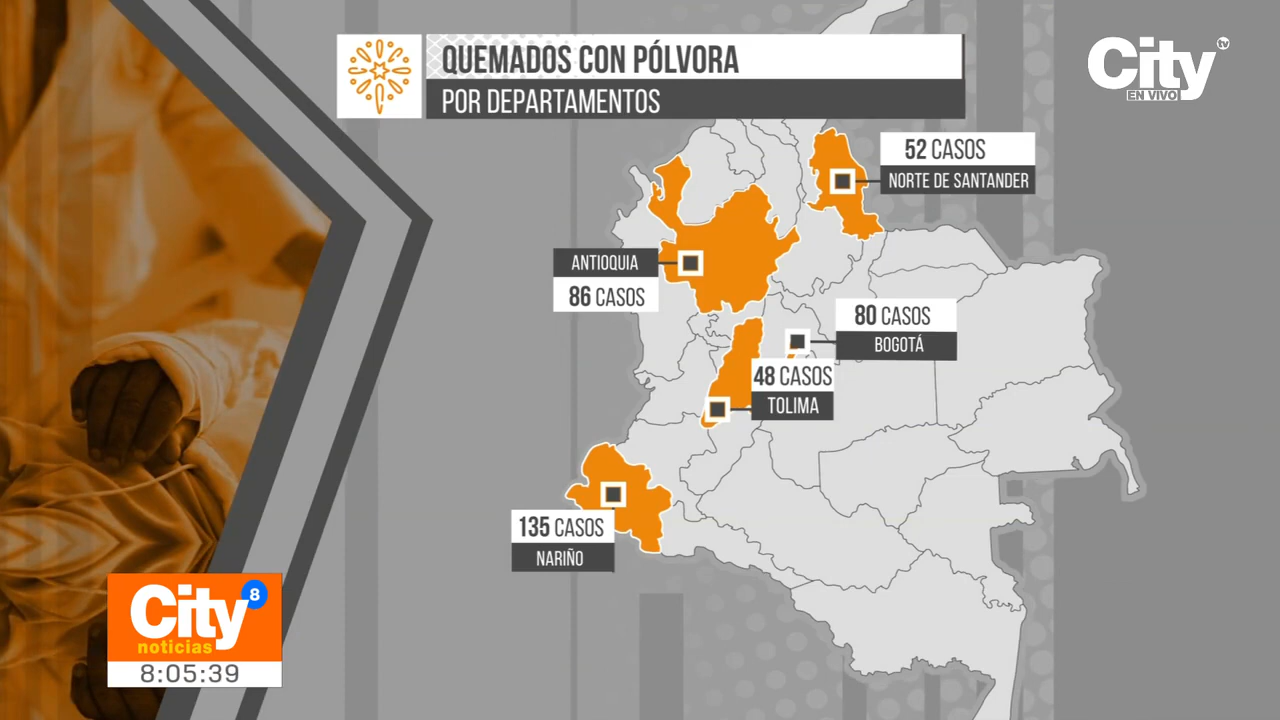 QUEMADOS CON PÓLVORA
POR DEPARTAMENTOS
City tv
EN VIVO
52 CASOS
NORTE DE SANTANDER
ANTIOQUIA
86 CASOS
80 CASOS
BOGOTÁ
48 CASOS
TOLIMA
135 CASOS
NARIÑO
City 8
noticias
8:05:39